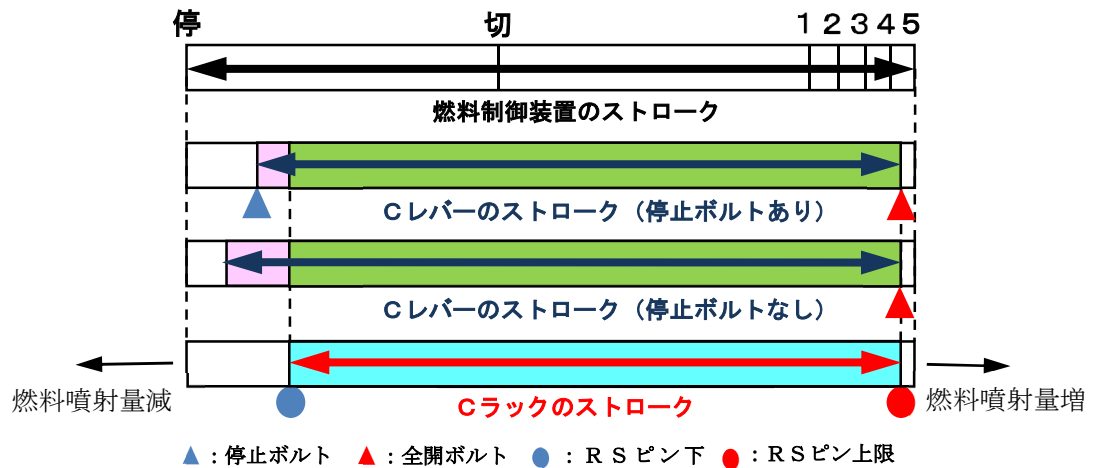 停 切 1 2 3 4 5
燃料制御装置のストローク
Cレバーのストローク（停止ボルトあり）
Cレバーのストローク（停止ボルトなし）
燃料噴射量減 Cラックのストローク 燃料噴射量増
：停止ボルト ：全開ボルト ：ＲＳピン下 ：ＲＳピン上限